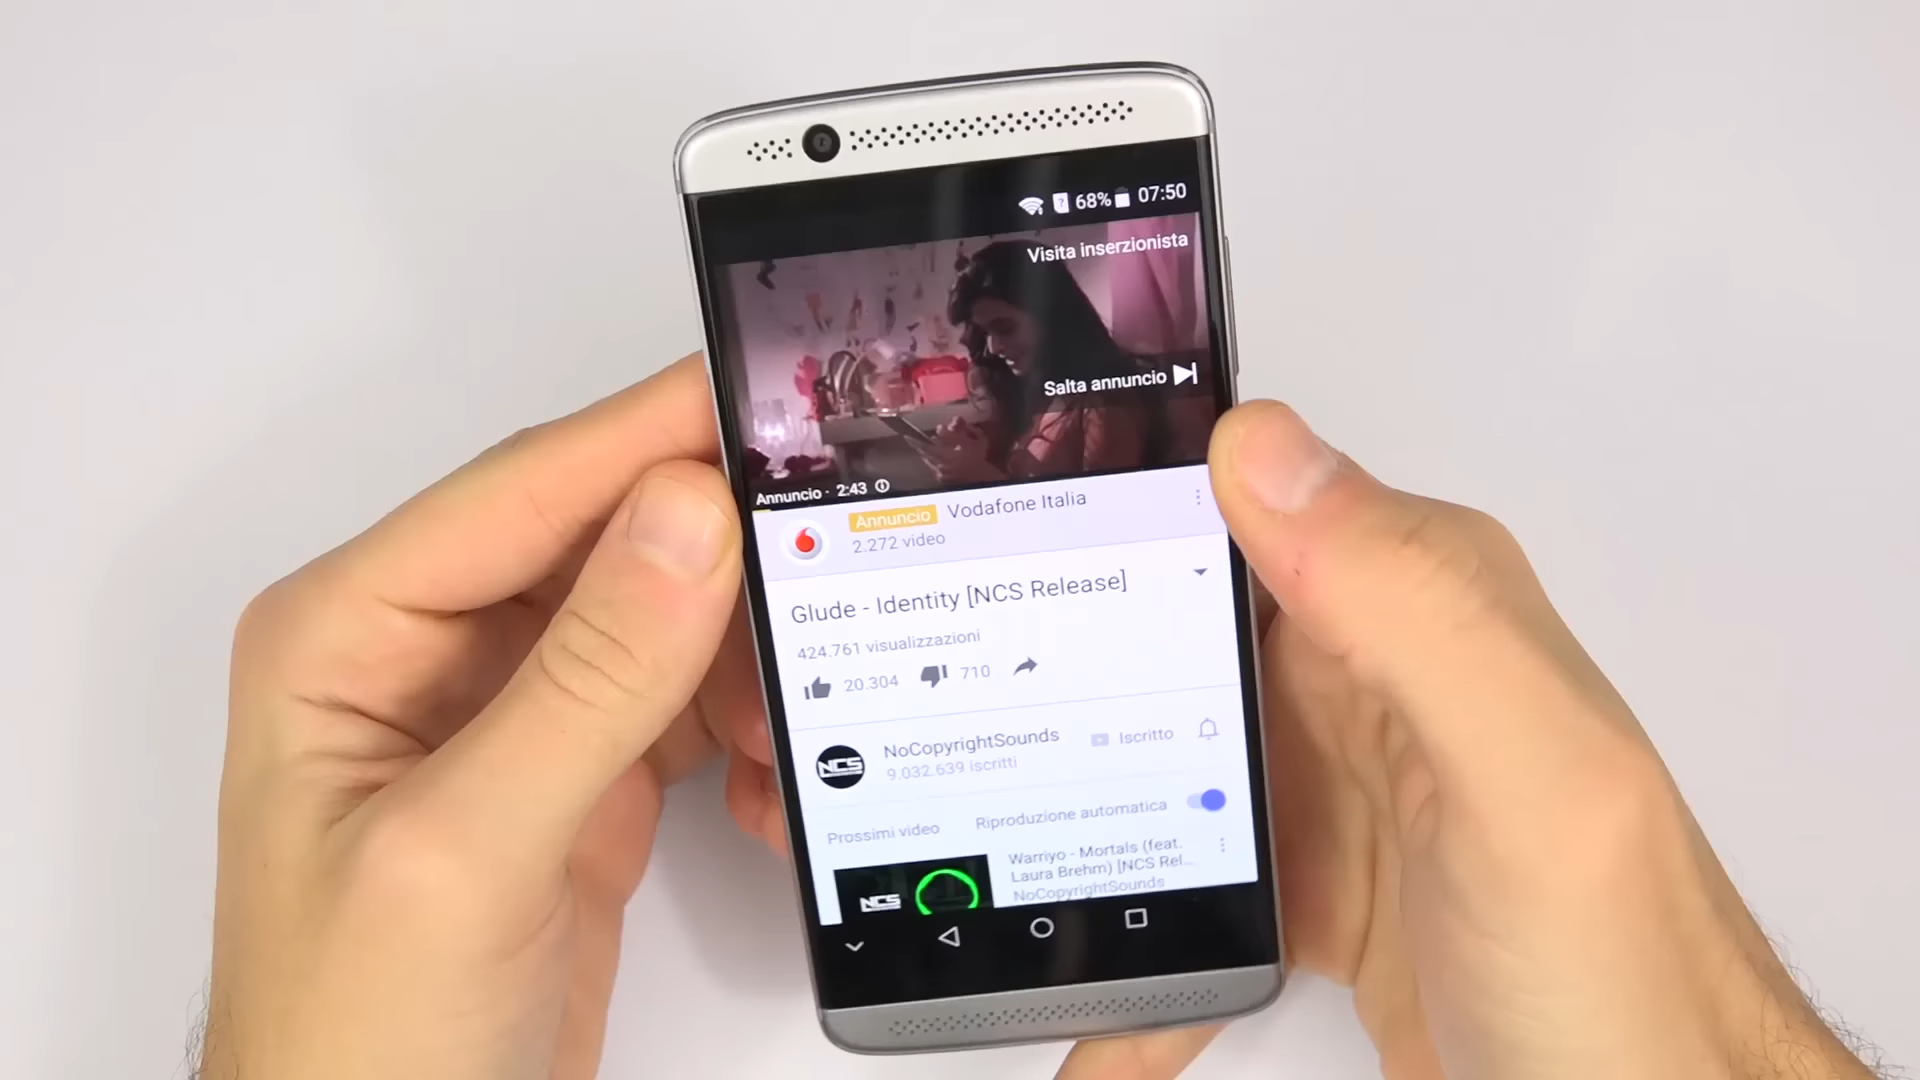 68% 07:50
Visita inserzionista
Salta annuncio
Annuncio · 2:43
Annuncio Vodafone Italia
2.272 video
Glude - Identity [NCS Release]
424.761 visualizzazioni
20.304 710
NCS
NoCopyrightSounds
9.032.639 iscritti
Iscritto
Prossimi video
Riproduzione automatica
NCS
Warriyo - Mortals (feat.
Laura Brehm) [NCS Rel...
NoCopyrightSounds